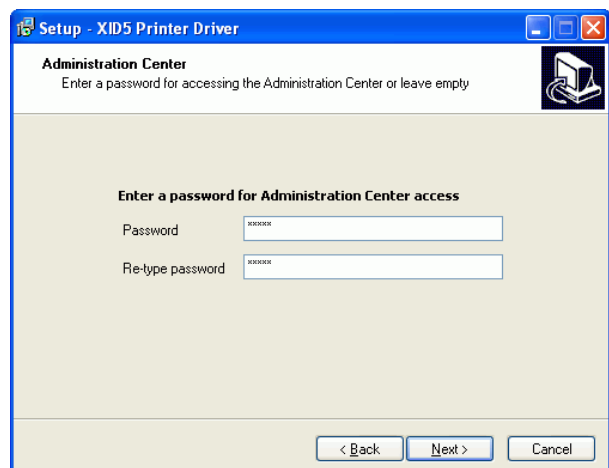 Setup - XID5 Printer Driver
Administration Center
Enter a password for accessing the Administration Center or leave empty
Enter a password for Administration Center access
Password
*****
Re-type password
*****
< Back
Next >
Cancel